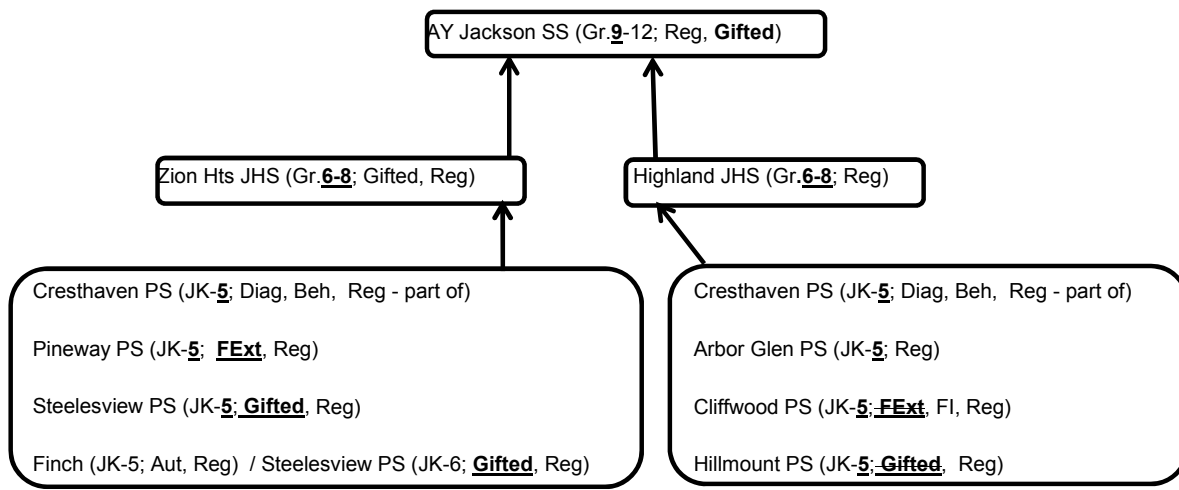 AY Jackson SS (Gr.9-12; Reg, Gifted)
Zion Hts JHS (Gr.6-8; Gifted, Reg)
Highland JHS (Gr.6-8; Reg)
Cresthaven PS (JK-5; Diag, Beh, Reg - part of)
Pineway PS (JK-5; FExt, Reg)
Steelesview PS (JK-5; Gifted, Reg)
Finch (JK-5; Aut, Reg) / Steelesview PS (JK-6; Gifted, Reg)
Cresthaven PS (JK-5; Diag, Beh, Reg - part of)
Arbor Glen PS (JK-5; Reg)
Cliffwood PS (JK-5; FExt, FI, Reg)
Hillmount PS (JK-5; Gifted, Reg)